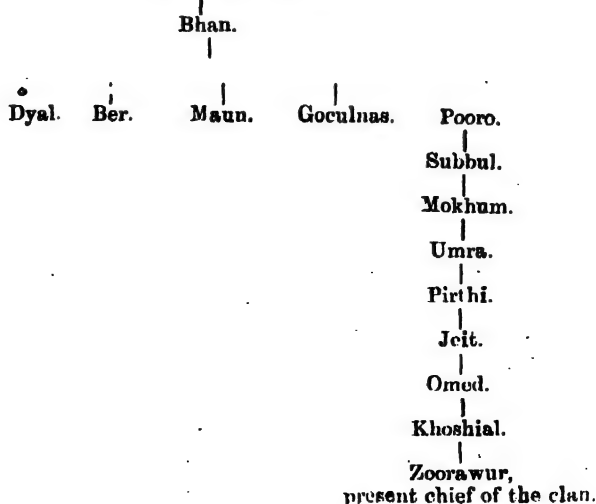 Bhan.
Dyal. Ber. Maun. Goculnas. Pooro.
Subbul.
Mokhum.
Umra.
Pirthi.
Jeit.
Omed.
Khoshial.
Zoorawur,
present chief of the clan.